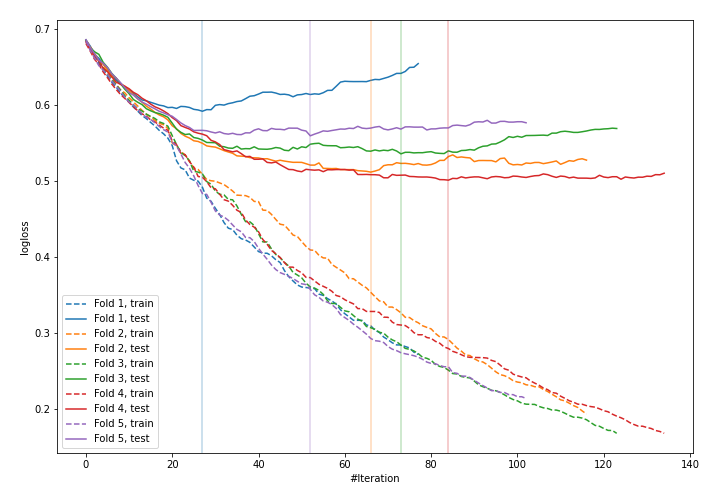 0.7
0.6
0.5
0.4
0.3
0.2
logloss
Fold 1, train
Fold 1, test
Fold 2, train
Fold 2, test
Fold 3, train
Fold 3, test
Fold 4, train
Fold 4, test
Fold 5, train
Fold 5, test
0 20 40 60 80 100 120 140
#Iteration